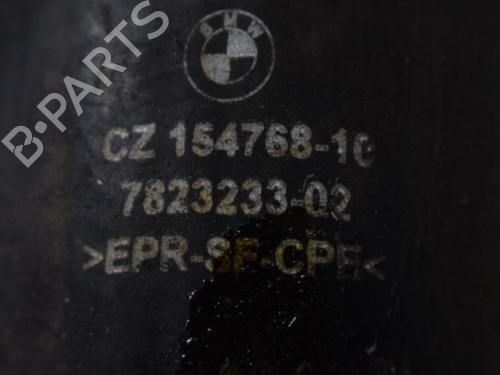 B-PARTS
BMW
CZ 154768-10
7823233-02
>EPR-SF-CPE<